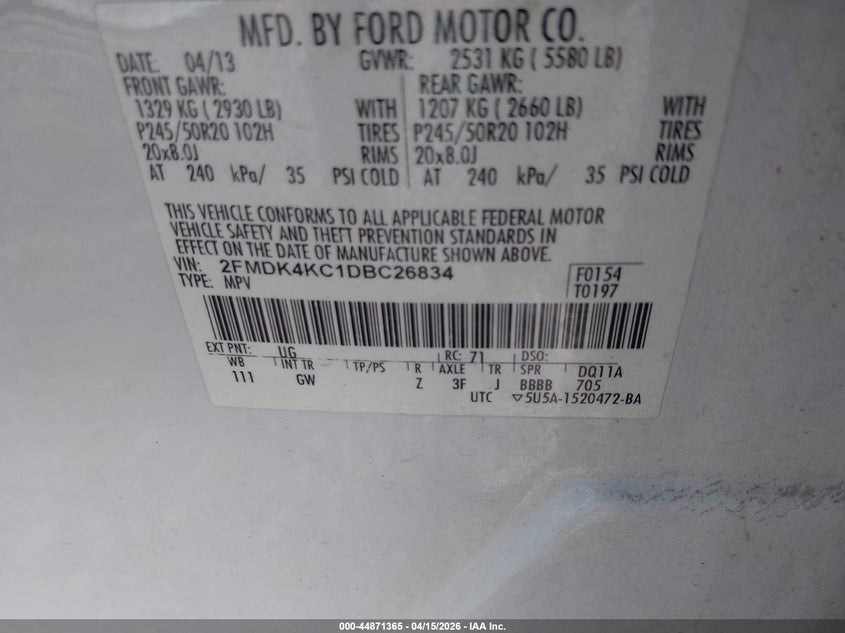 MFD. BY FORD MOTOR CO.
DATE: 04/13 GVWR: 2531 KG ( 5580 LB)
FRONT GAWR: REAR GAWR:
1329 KG ( 2930 LB) WITH 1207 KG ( 2660 LB) WITH
P245/50R20 102H TIRES P245/50R20 102H TIRES
20x8.0J RIMS 20x8.0J RIMS
AT 240 kPa/ 35 PSI COLD AT 240 kPa/ 35 PSI COLD
THIS VEHICLE CONFORMS TO ALL APPLICABLE FEDERAL MOTOR
VEHICLE SAFETY AND THEFT PREVENTION STANDARDS IN
EFFECT ON THE DATE OF MANUFACTURE SHOWN ABOVE.
VIN: 2FMDK4KC1DBC26834 F0154
TYPE: MPV T0197
EXT PNT: UG RC: 71 DSO:
WB INT TR TP/PS R AXLE TR SPR DQ11A
111 GW Z 3F J BBBB 705
UTC ▽5U5A-1520472-BA
000-44871365 - 04/15/2026 - IAA Inc.